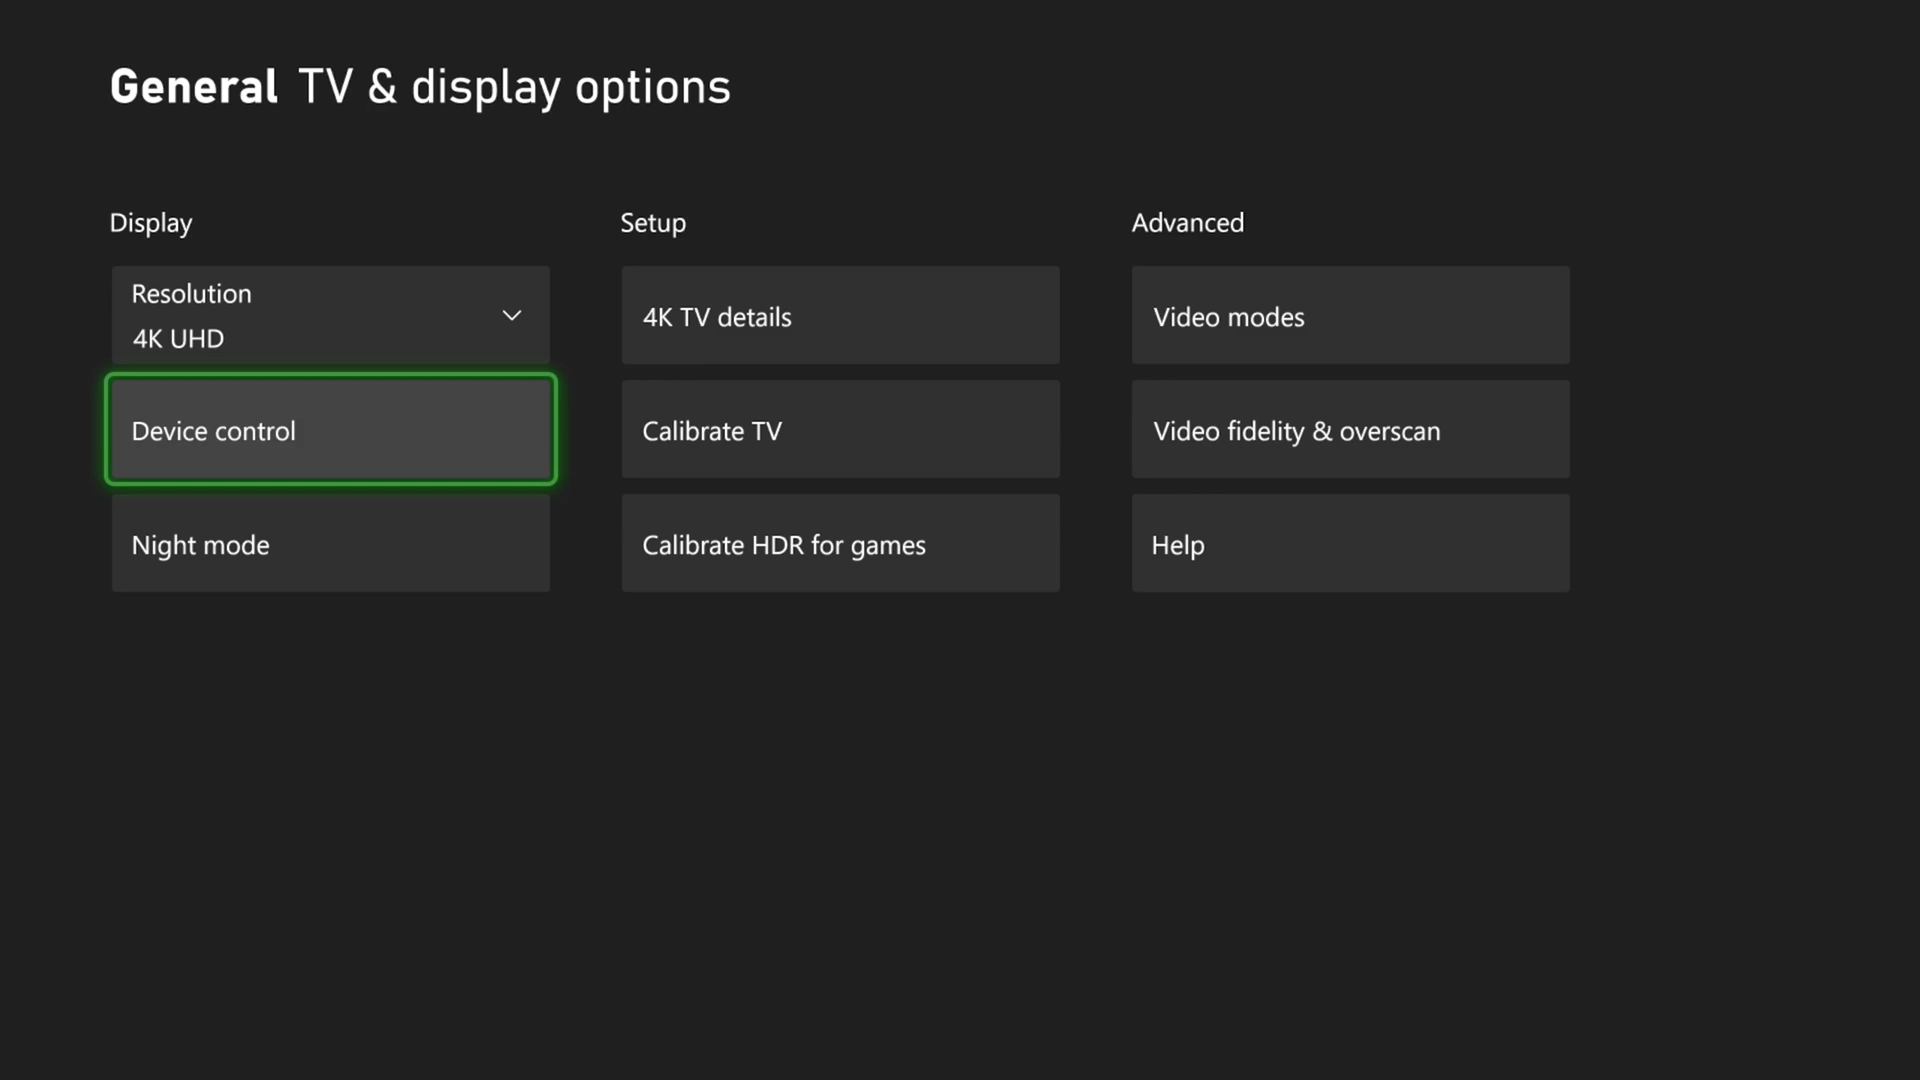 General TV & display options
Display
Resolution
4K UHD
Device control
Night mode
Setup
4K TV details
Calibrate TV
Calibrate HDR for games
Advanced
Video modes
Video fidelity & overscan
Help